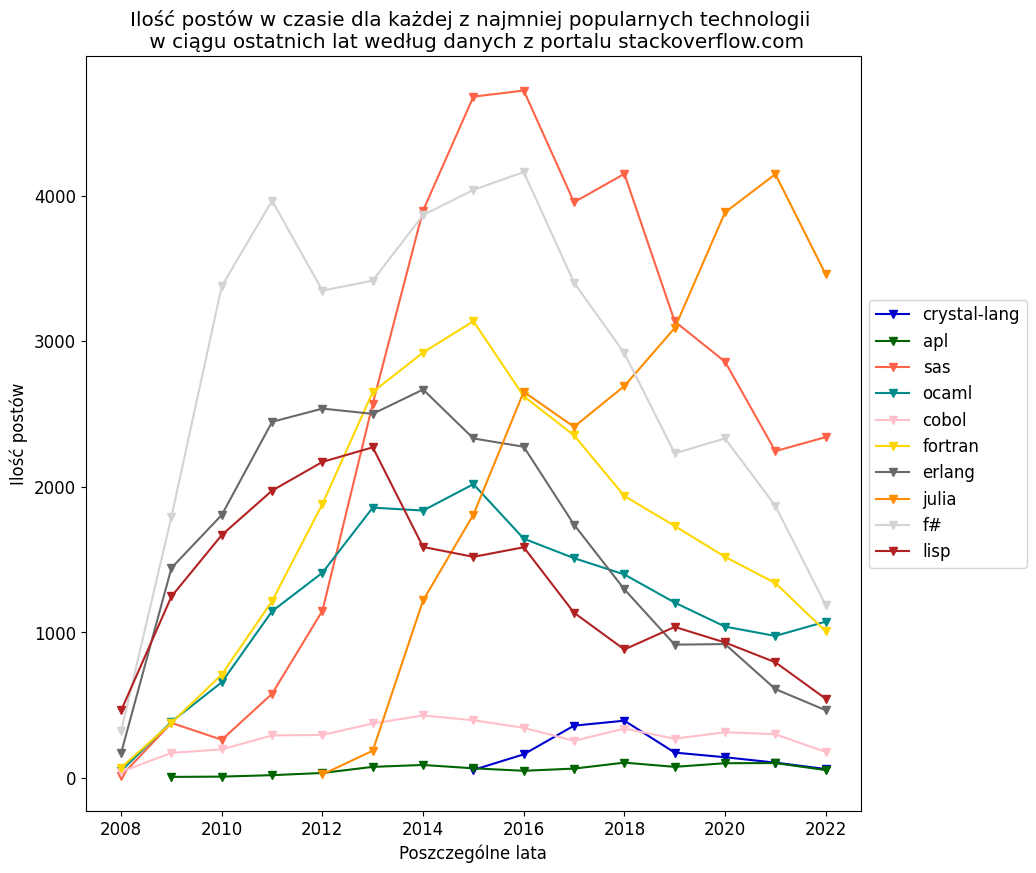 Ilość postów w czasie dla każdej z najmniej popularnych technologii
w ciągu ostatnich lat według danych z portalu stackoverflow.com
Ilość postów
4000
3000
2000
1000
0
2008
2010
2012
2014
2016
2018
2020
2022
Poszczególne lata
crystal-lang
apl
sas
ocaml
cobol
fortran
erlang
julia
f#
lisp